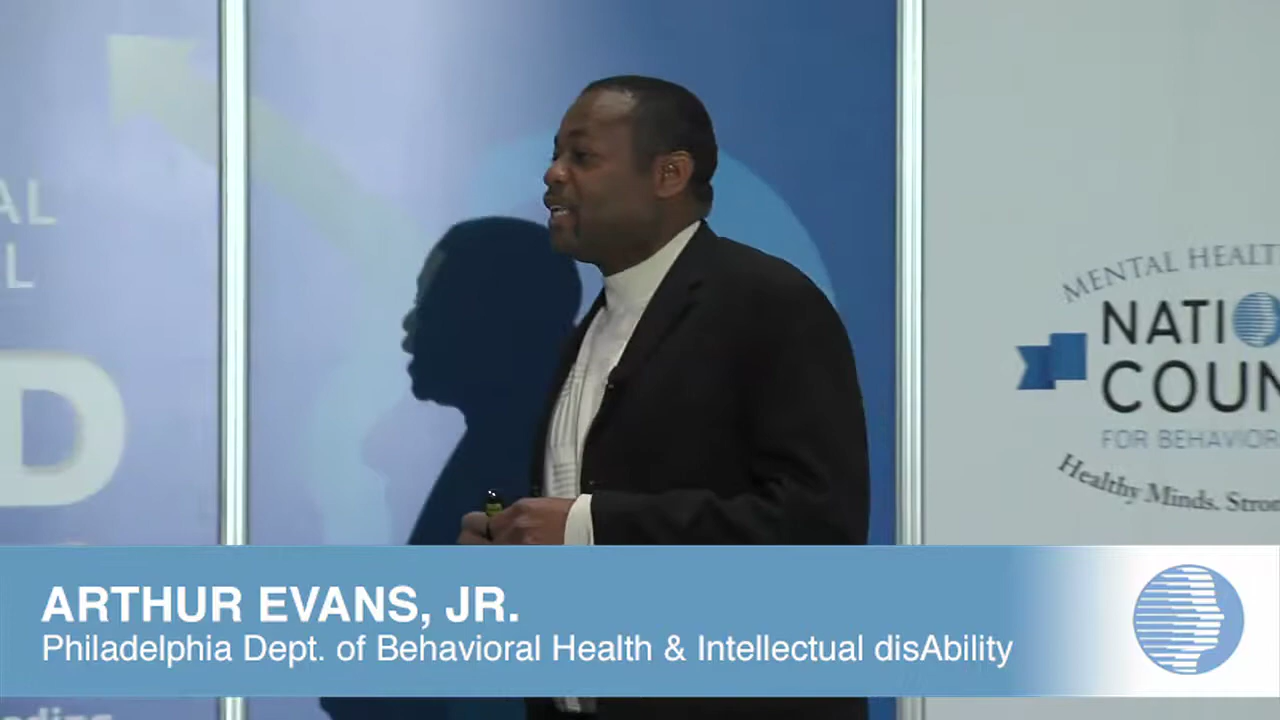 AL
L
D
MENTAL HEALT
NATIO
COUN
FOR BEHAVIOR
Healthy Minds. Stron
ARTHUR EVANS, JR.
Philadelphia Dept. of Behavioral Health & Intellectual disAbility